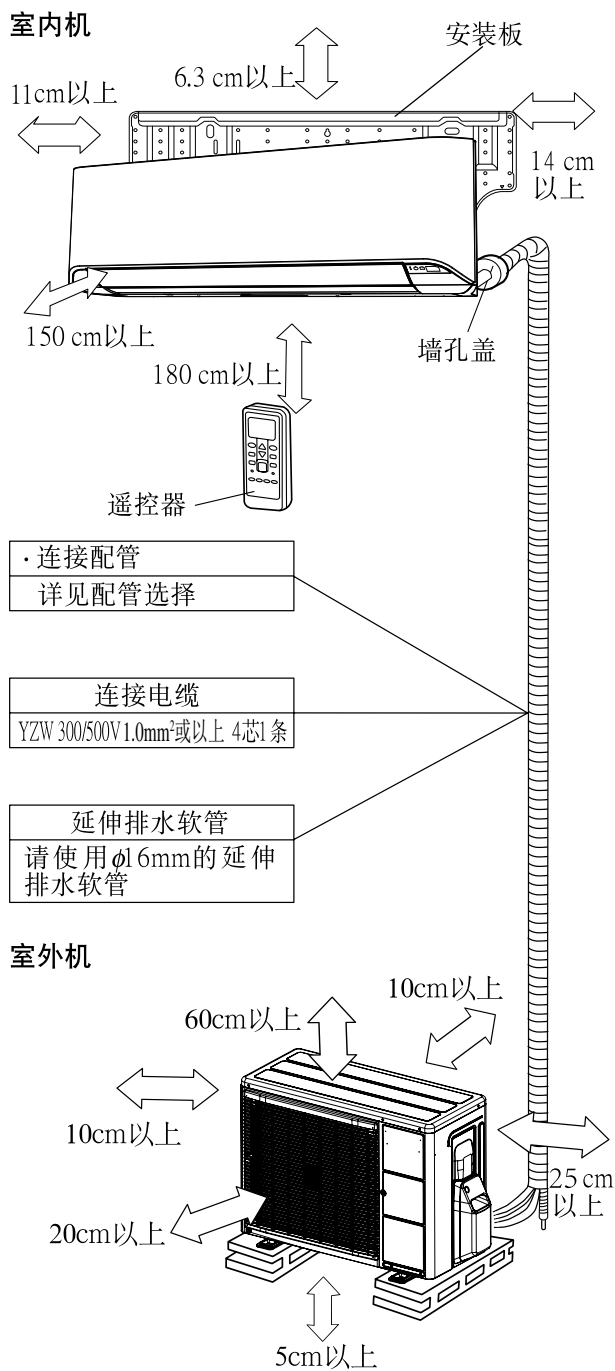 室内机
安装板
6.3 cm以上
11cm以上
14 cm
以上
150 cm以上
墙孔盖
180 cm以上
遥控器
·连接配管
详见配管选择
连接电缆
YZW 300/500V 1.0mm²或以上 4芯1条
延伸排水软管
请使用ϕ16mm的延伸
排水软管
室外机
10cm以上
60cm以上
10cm以上
25 cm
以上
20cm以上
5cm以上